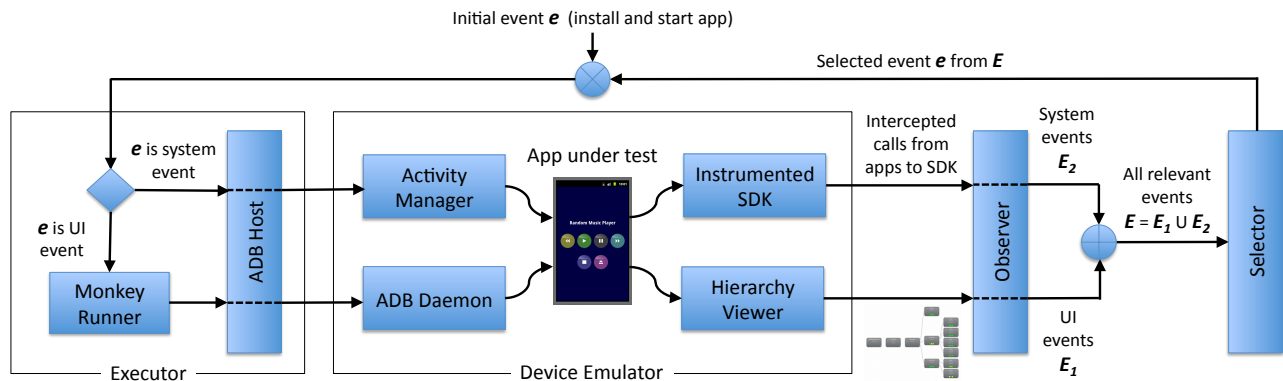 Initial event e (install and start app)
Selected event e from E
e is system
event
e is UI
event
Monkey
Runner
ADB Host
Executor
Activity
Manager
ADB Daemon
App under test
Random Music Player
Instrumented
SDK
Hierarchy
Viewer
Device Emulator
Intercepted
calls from
apps to SDK
Observer
System
events
E2
UI
events
E1
All relevant
events
E = E1 U E2
Selector